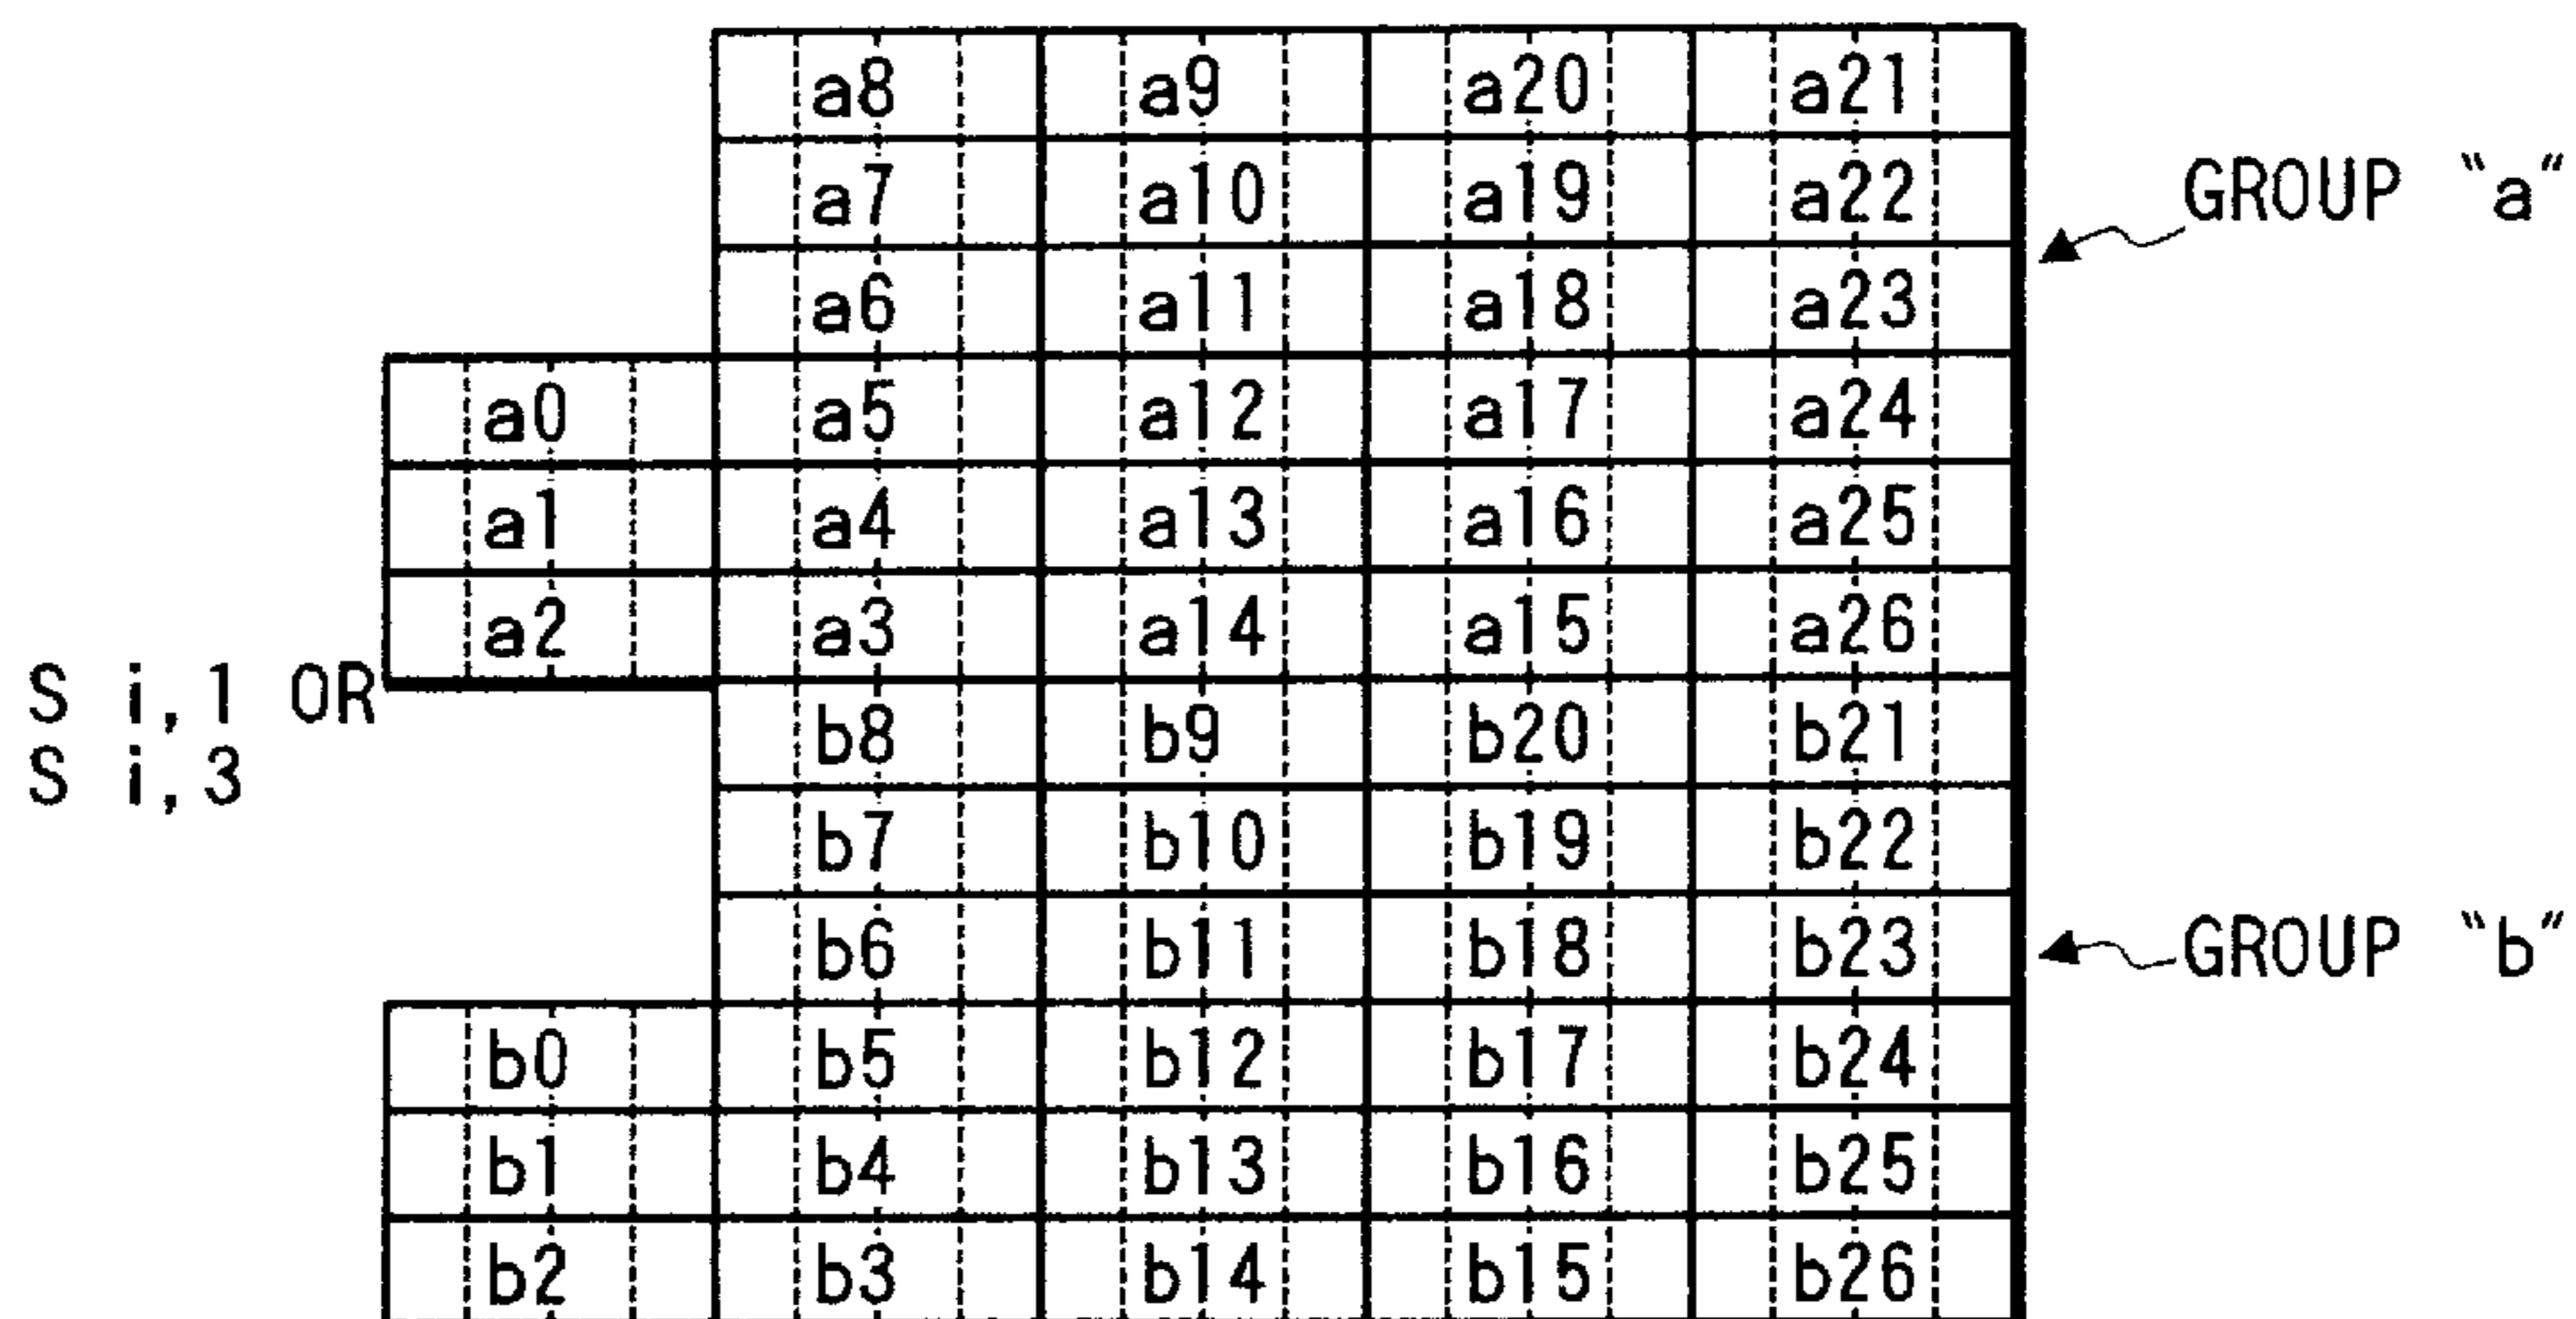 a8 a9 a20 a21
a7 a10 a19 a22 GROUP "a"
a6 a11 a18 a23
a0 a5 a12 a17 a24
a1 a4 a13 a16 a25
a2 a3 a14 a15 a26
S i,1 OR
S i,3
b8 b9 b20 b21
b7 b10 b19 b22
b6 b11 b18 b23 GROUP "b"
b0 b5 b12 b17 b24
b1 b4 b13 b16 b25
b2 b3 b14 b15 b26